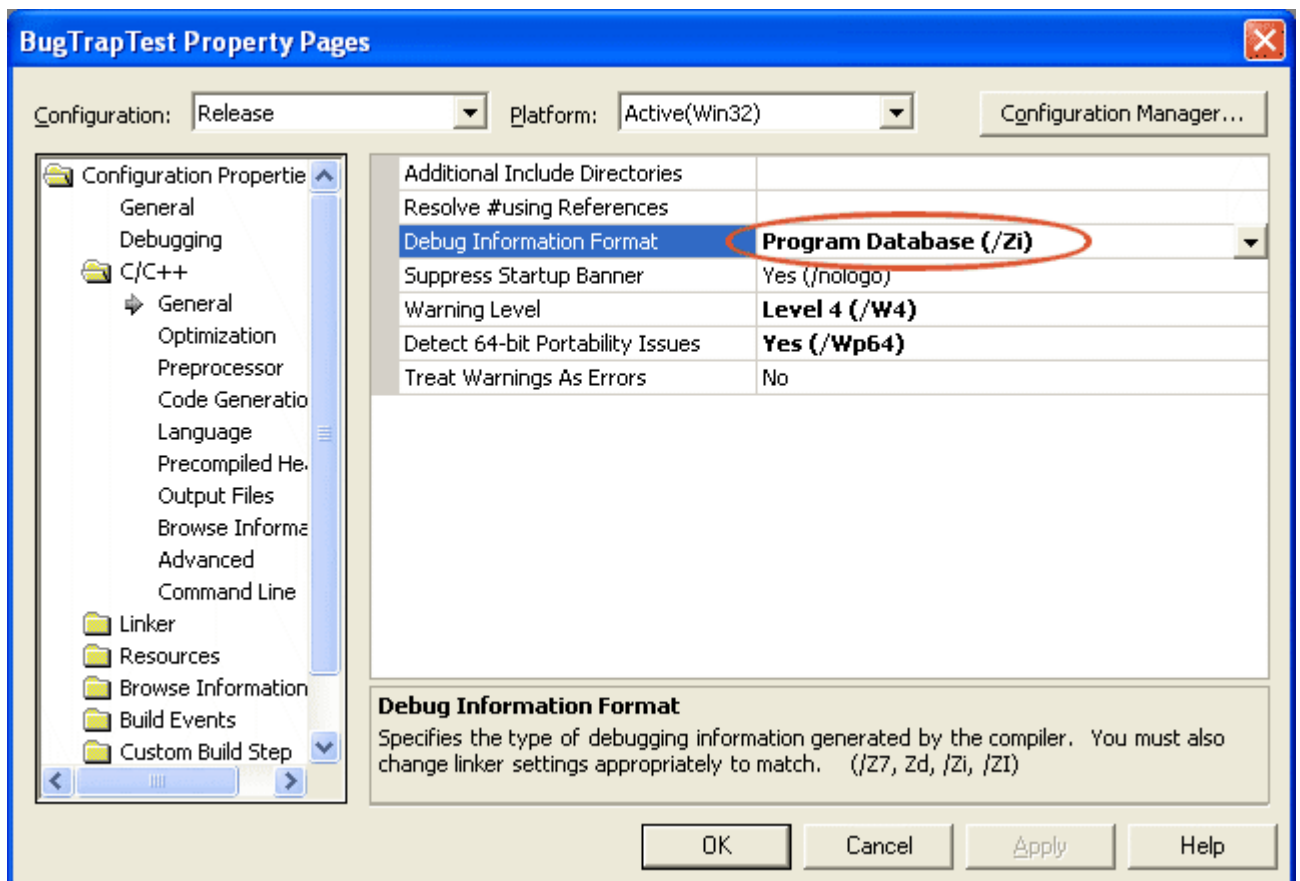 BugTrapTest Property Pages
Configuration: Release Platform: Active(Win32) Configuration Manager...
Configuration Propertie
General
Debugging
C/C++
General
Optimization
Preprocessor
Code Generatio
Language
Precompiled He
Output Files
Browse Informa
Advanced
Command Line
Linker
Resources
Browse Information
Build Events
Custom Build Step
Additional Include Directories
Resolve #using References
Debug Information Format Program Database (/Zi)
Suppress Startup Banner Yes (/nologo)
Warning Level Level 4 (/W4)
Detect 64-bit Portability Issues Yes (/Wp64)
Treat Warnings As Errors No
Debug Information Format
Specifies the type of debugging information generated by the compiler. You must also
change linker settings appropriately to match. (/Z7, Zd, /Zi, /ZI)
OK Cancel Apply Help